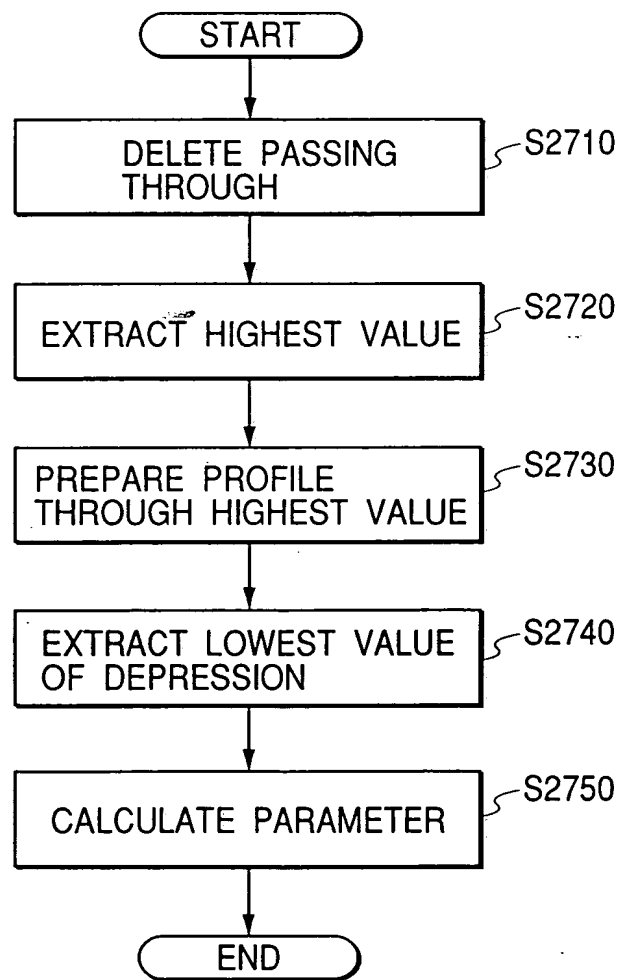 START
DELETE PASSING
THROUGH
S2710
EXTRACT HIGHEST VALUE
S2720
PREPARE PROFILE
THROUGH HIGHEST VALUE
S2730
EXTRACT LOWEST VALUE
OF DEPRESSION
S2740
CALCULATE PARAMETER
S2750
END